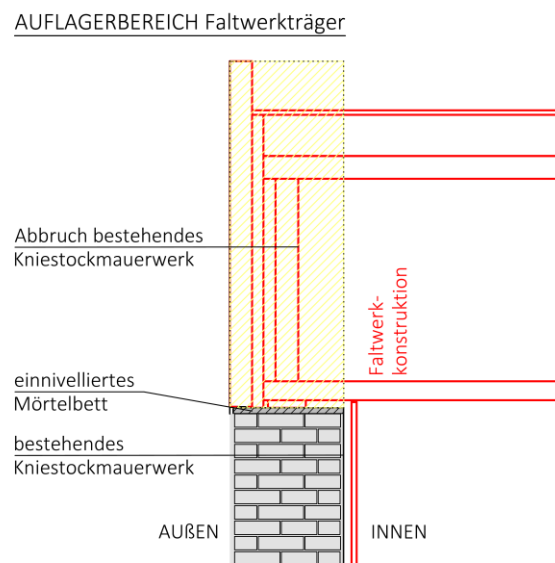 AUFLAGERBEREICH Faltwerkträger
Abbruch bestehendes
Kniestockmauerwerk
Faltwerk-
konstruktion
einnivelliertes
Mörtelbett
bestehendes
Kniestockmauerwerk
AUßEN
INNEN